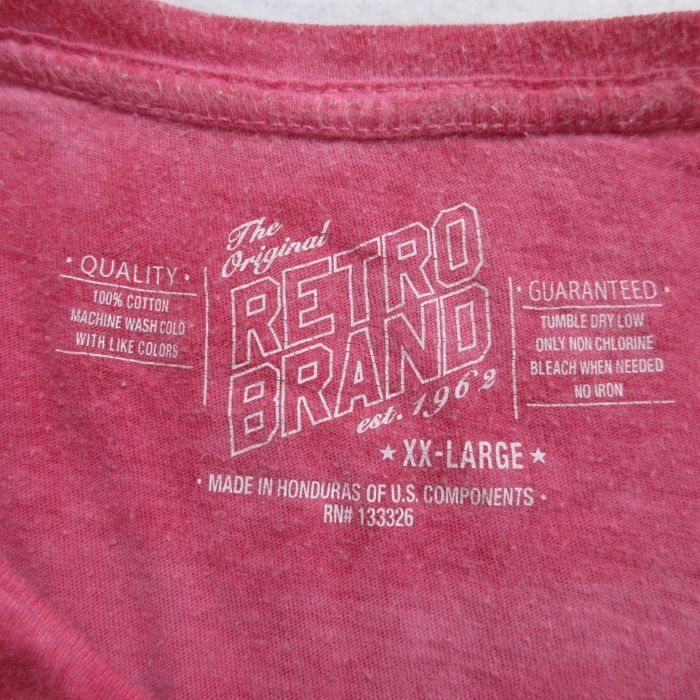 The
Original
RETRO
BRAND
est. 1962
· QUALITY ·
100% COTTON
MACHINE WASH COLD
WITH LIKE COLORS
· GUARANTEED ·
TUMBLE DRY LOW
ONLY NON CHLORINE
BLEACH WHEN NEEDED
NO IRON
★ XX-LARGE ★
· MADE IN HONDURAS OF U.S. COMPONENTS ·
RN# 133326